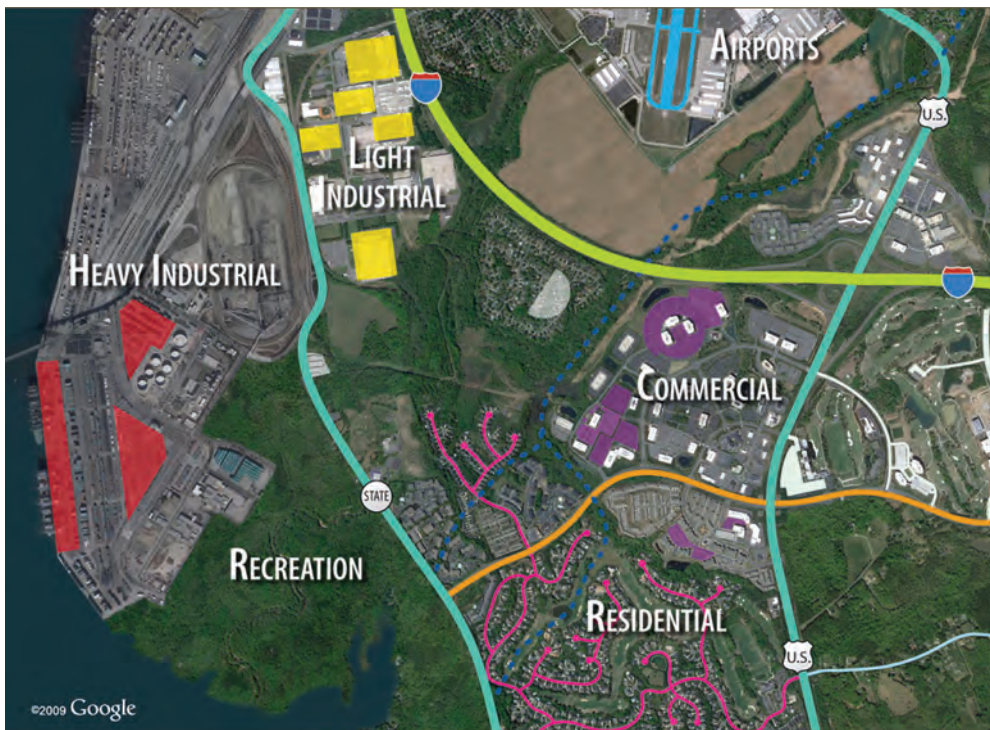 AIRPORTS
U.S.
LIGHT
INDUSTRIAL
HEAVY INDUSTRIAL
COMMERCIAL
STATE
RECREATION
RESIDENTIAL
U.S.
©2009 Google